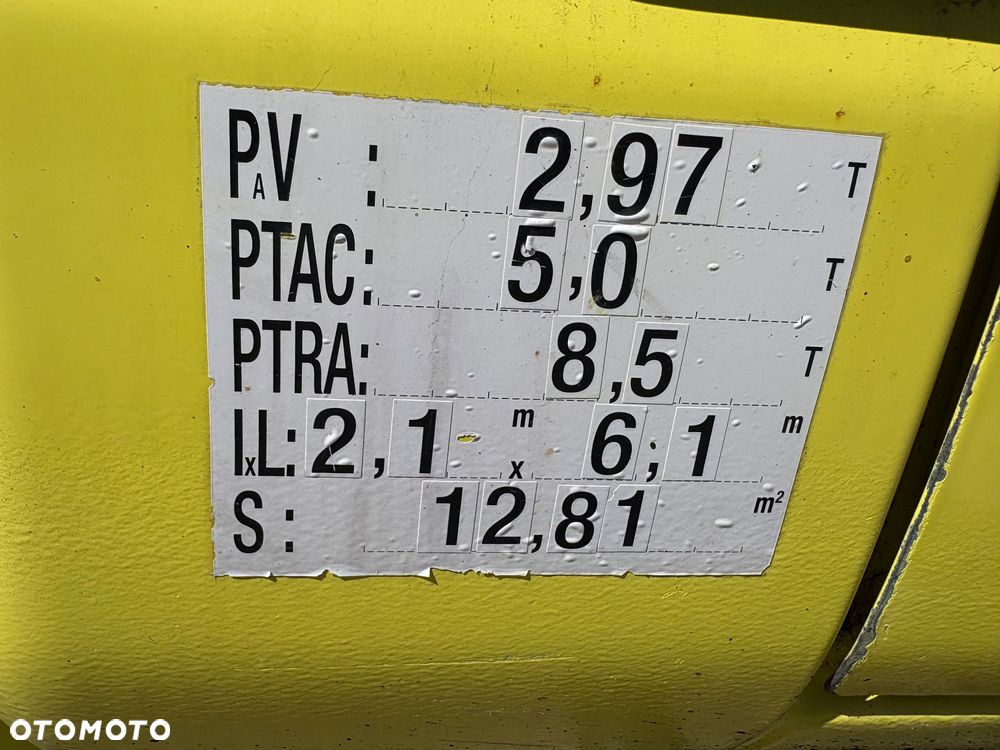 PAV : 2,97 T
PTAC: 5,0 T
PTRA: 8,5 T
lxL: 2,1 m x 6,1 m
S : 12,81 m²
OTOMOTO